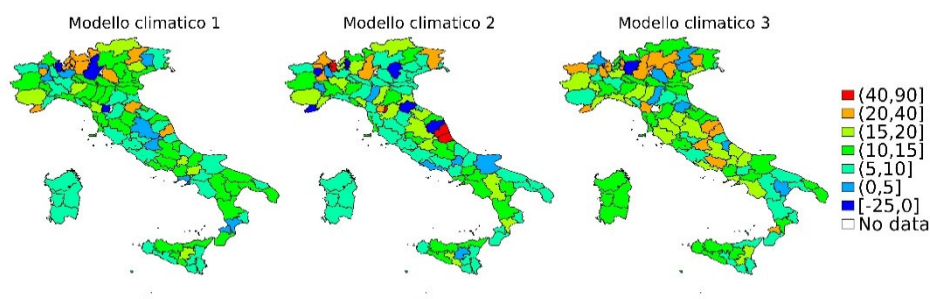 Modello climatico 1
Modello climatico 2
Modello climatico 3
(40,90]
(20,40]
(15,20]
(10,15]
(5,10]
(0,5]
[-25,0]
No data